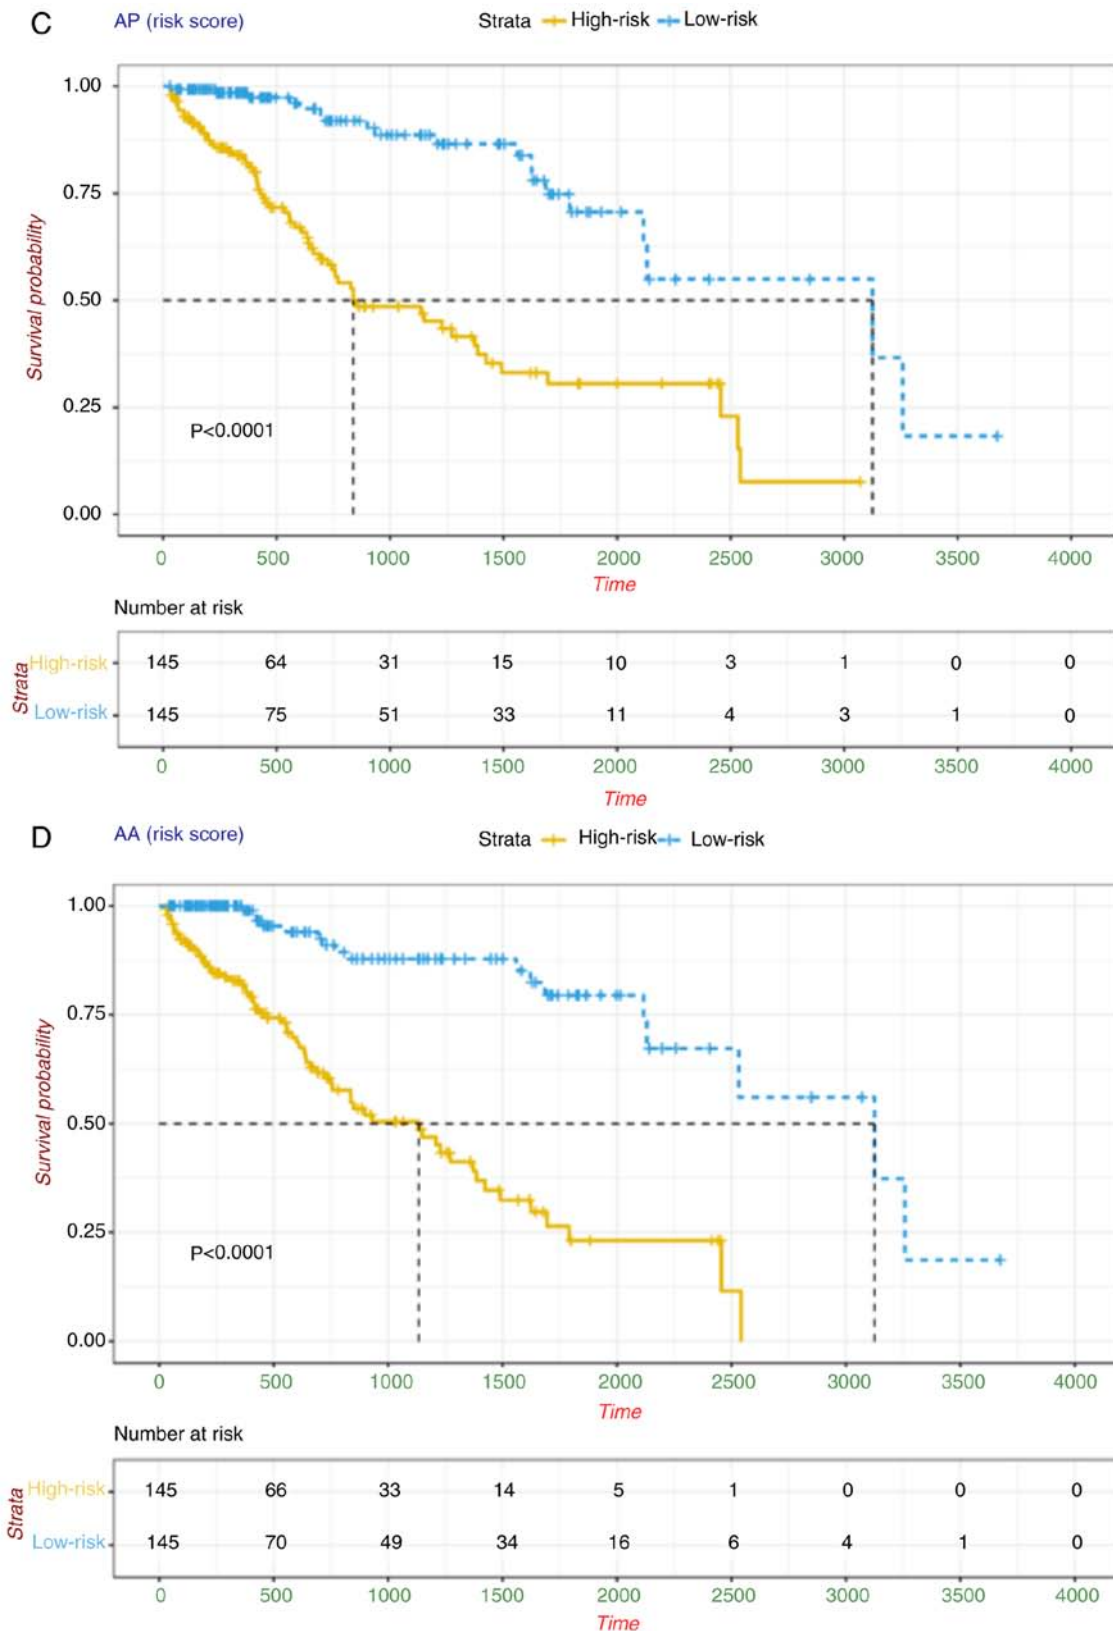 C AP (risk score) Strata High-risk Low-risk
1.00
0.75
0.50
0.25
0.00
Survival probability
P<0.0001
0 500 1000 1500 2000 2500 3000 3500 4000
Time
Number at risk
Strata
High-risk 145 64 31 15 10 3 1 0 0
Low-risk 145 75 51 33 11 4 3 1 0
0 500 1000 1500 2000 2500 3000 3500 4000
Time
D AA (risk score) Strata High-risk Low-risk
1.00
0.75
0.50
0.25
0.00
Survival probability
P<0.0001
0 500 1000 1500 2000 2500 3000 3500 4000
Time
Number at risk
Strata
High-risk 145 66 33 14 5 1 0 0 0
Low-risk 145 70 49 34 16 6 4 1 0
0 500 1000 1500 2000 2500 3000 3500 4000
Time